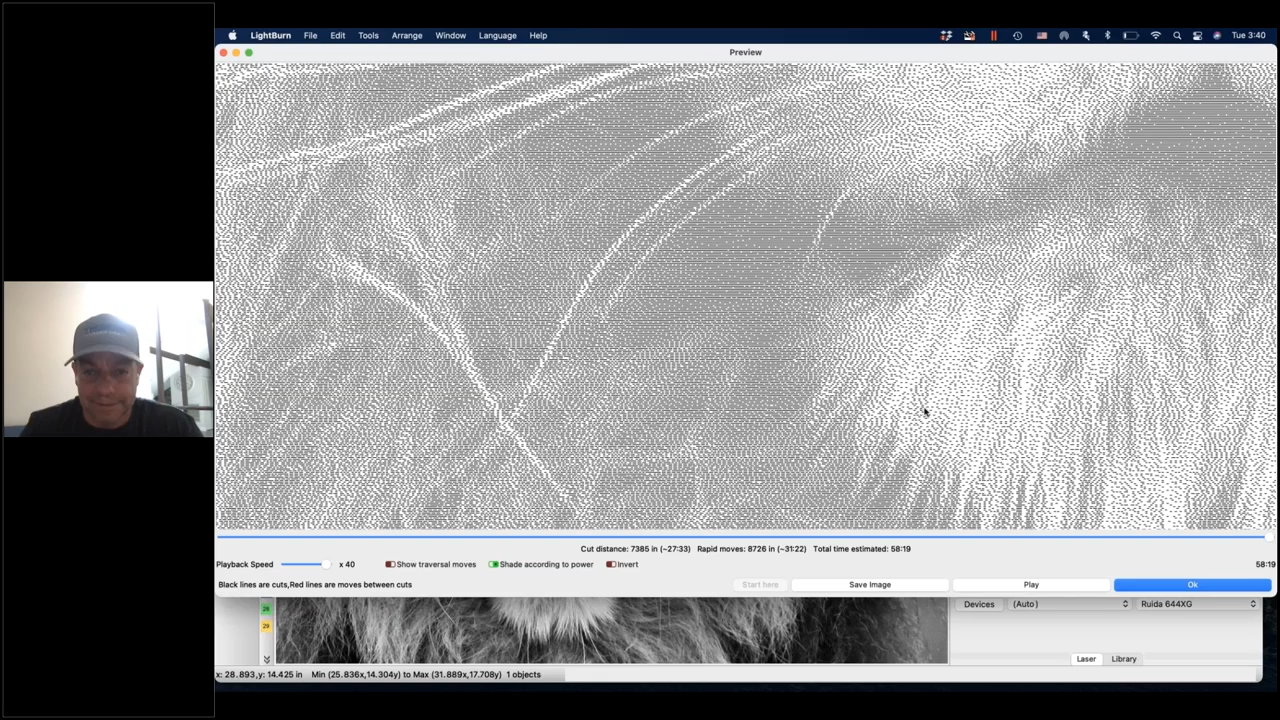 LightBurn File Edit Tools Arrange Window Language Help Tue 3:40
Preview
Cut distance: 7385 in (~27:33) Rapid moves: 8726 in (~31:22) Total time estimated: 58:19
Playback Speed x 40 Show traversal moves Shade according to power Invert 58:19
Black lines are cuts,Red lines are moves between cuts Start here Save Image Play Ok
28 Devices (Auto) Ruida 644XG
29
Laser Library
x: 28.893,y: 14.425 in Min (25.836x,14.304y) to Max (31.889x,17.708y) 1 objects